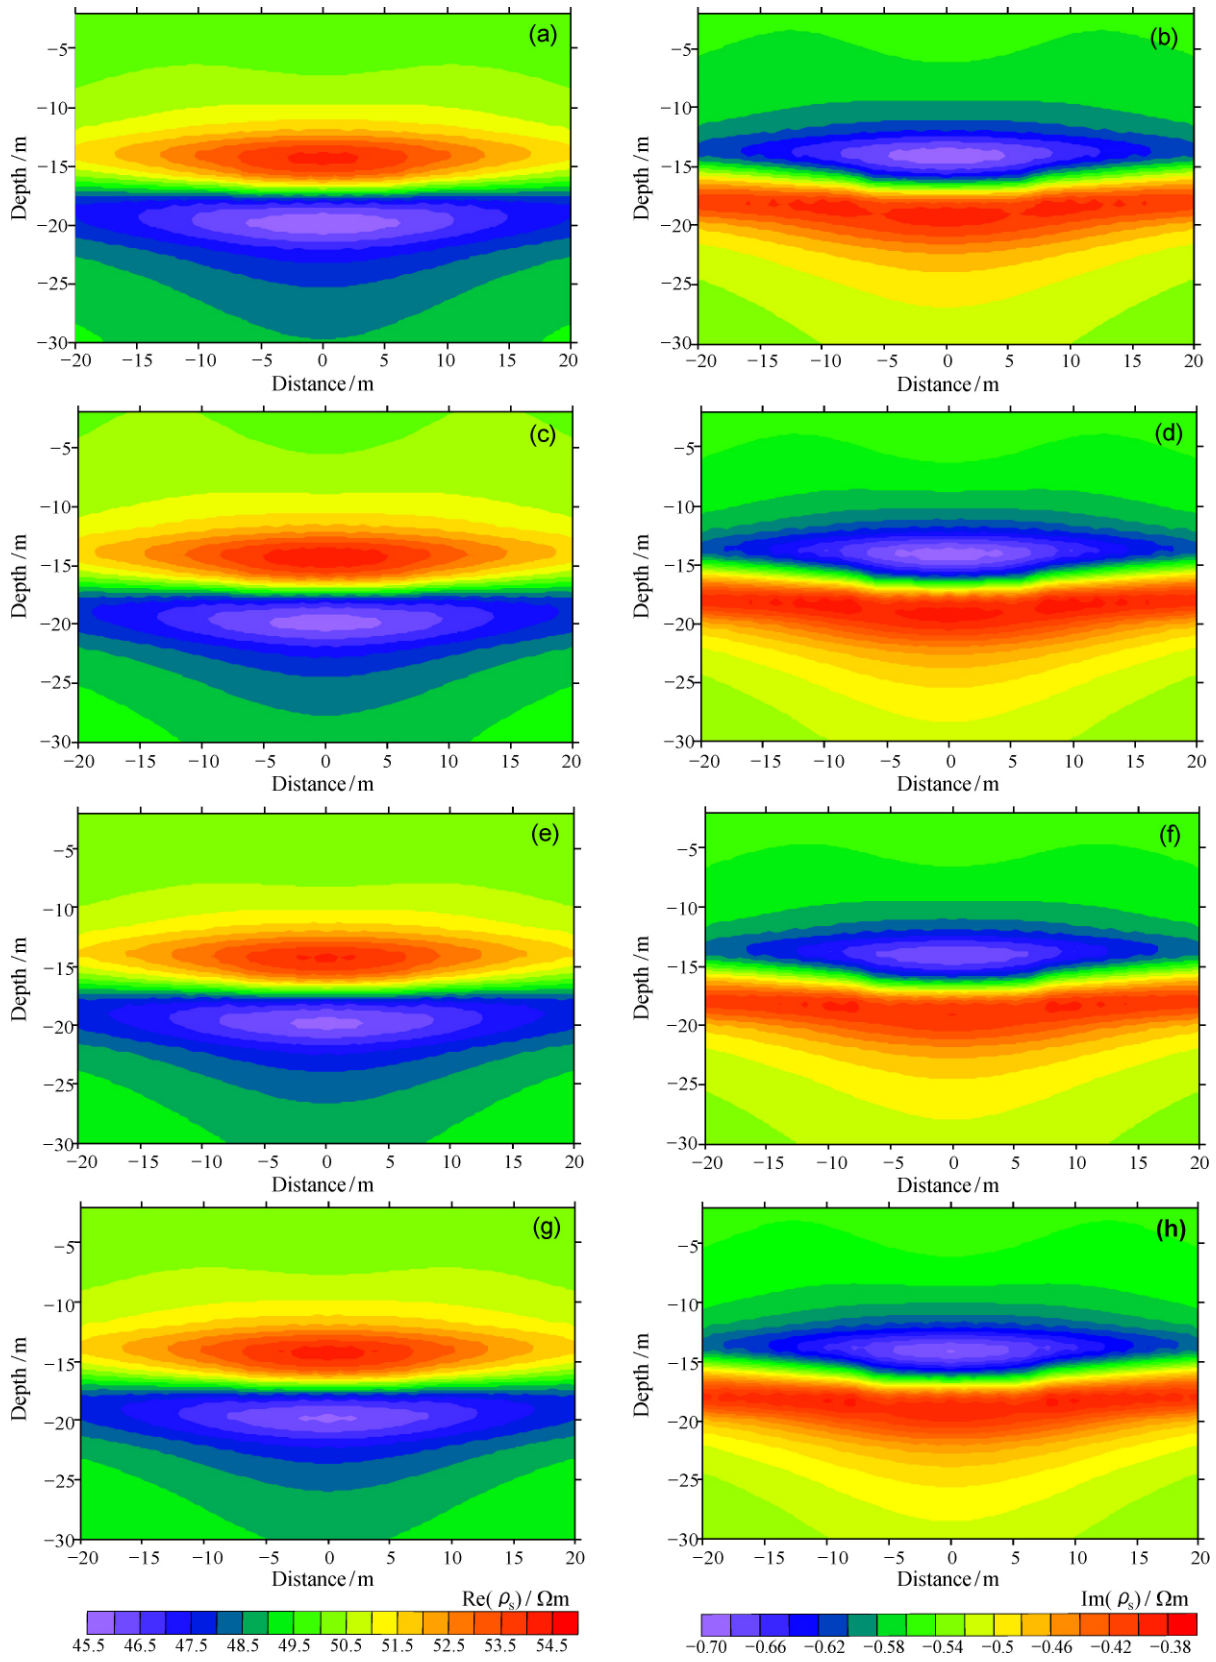 (a)
−5
−10
−15
−20
−25
−30
Depth / m
−20 −15 −10 −5 0 5 10 15 20
Distance / m
(b)
−5
−10
−15
−20
−25
−30
Depth / m
−20 −15 −10 −5 0 5 10 15 20
Distance / m
(c)
−5
−10
−15
−20
−25
−30
Depth / m
−20 −15 −10 −5 0 5 10 15 20
Distance / m
(d)
−5
−10
−15
−20
−25
−30
Depth / m
−20 −15 −10 −5 0 5 10 15 20
Distance / m
(e)
−5
−10
−15
−20
−25
−30
Depth / m
−20 −15 −10 −5 0 5 10 15 20
Distance / m
(f)
−5
−10
−15
−20
−25
−30
Depth / m
−20 −15 −10 −5 0 5 10 15 20
Distance / m
(g)
−5
−10
−15
−20
−25
−30
Depth / m
−20 −15 −10 −5 0 5 10 15 20
Distance / m
(h)
−5
−10
−15
−20
−25
−30
Depth / m
−20 −15 −10 −5 0 5 10 15 20
Distance / m
Re( ρₛ) / Ωm
45.5 46.5 47.5 48.5 49.5 50.5 51.5 52.5 53.5 54.5
Im( ρₛ) / Ωm
−0.70 −0.66 −0.62 −0.58 −0.54 −0.5 −0.46 −0.42 −0.38